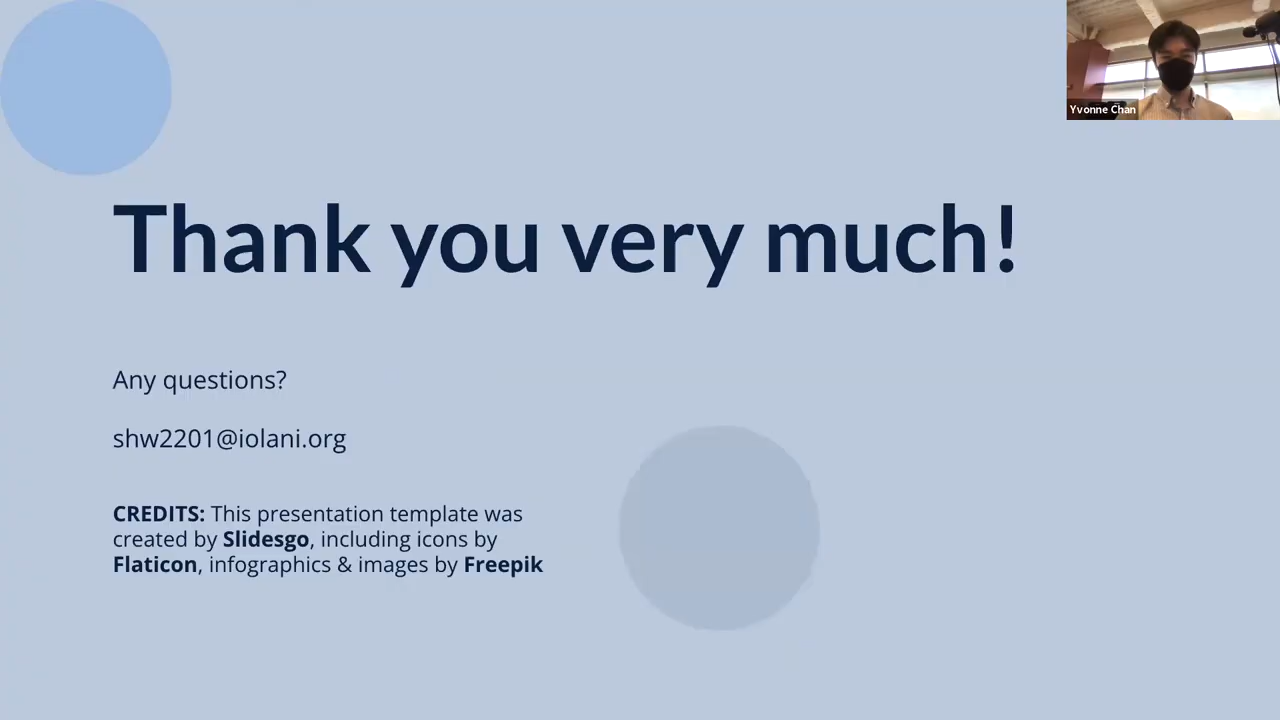 Yvonne Chan
Thank you very much!
Any questions?
shw2201@iolani.org
CREDITS: This presentation template was
created by Slidesgo, including icons by
Flaticon, infographics & images by Freepik